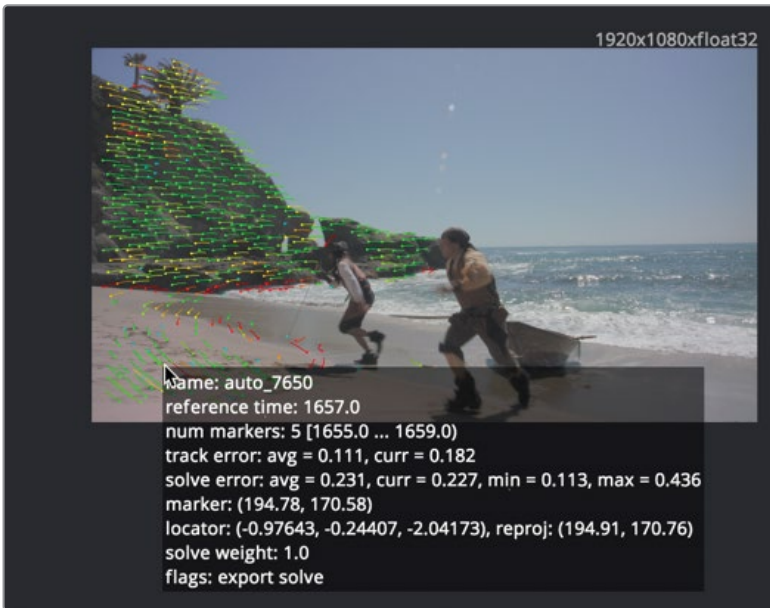 1920x1080xfloat32
name: auto_7650
reference time: 1657.0
num markers: 5 [1655.0 ... 1659.0)
track error: avg = 0.111, curr = 0.182
solve error: avg = 0.231, curr = 0.227, min = 0.113, max = 0.436
marker: (194.78, 170.58)
locator: (-0.97643, -0.24407, -2.04173), reproj: (194.91, 170.76)
solve weight: 1.0
flags: export solve